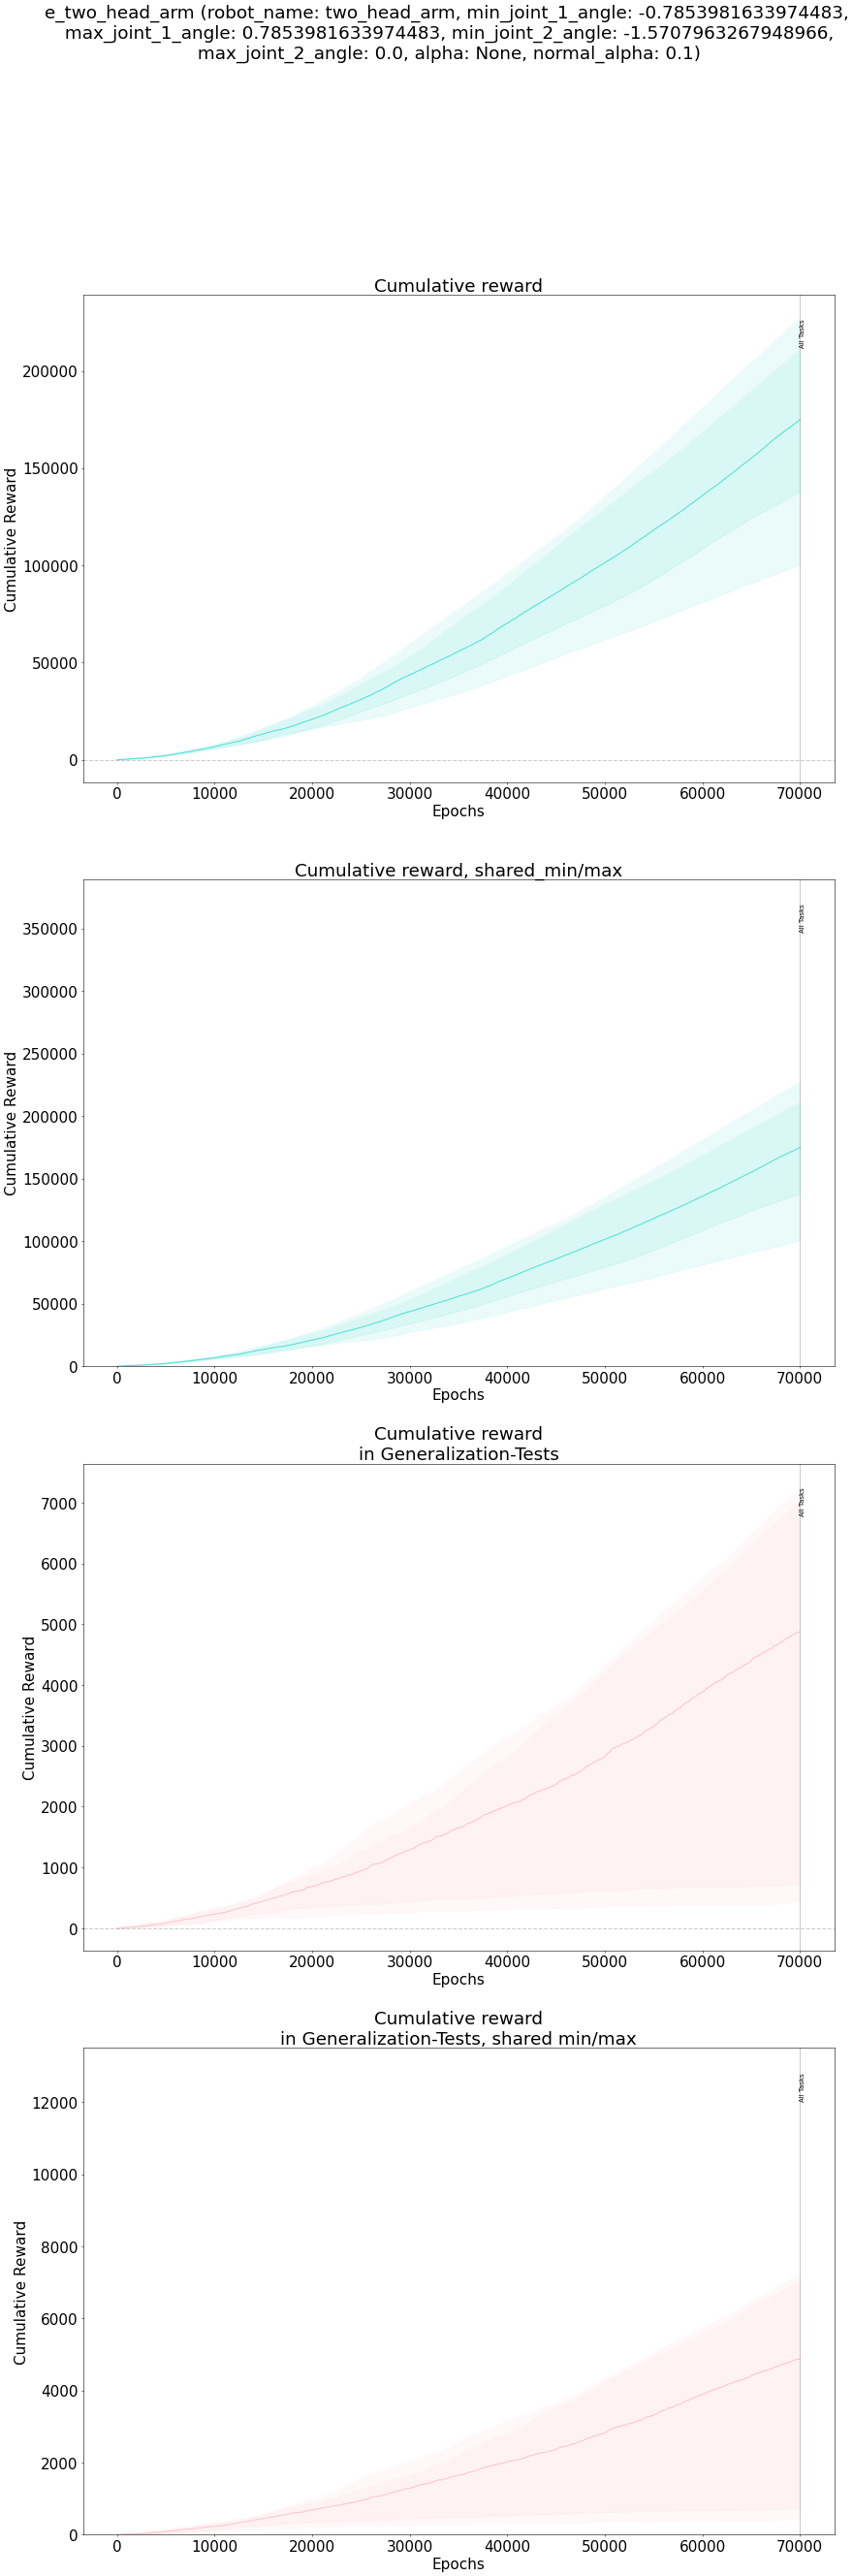 e_two_head_arm (robot_name: two_head_arm, min_joint_1_angle: -0.7853981633974483,
max_joint_1_angle: 0.7853981633974483, min_joint_2_angle: -1.5707963267948966,
max_joint_2_angle: 0.0, alpha: None, normal_alpha: 0.1)
Cumulative reward
All Tasks
200000
150000
100000
50000
0
Cumulative Reward
0 10000 20000 30000 40000 50000 60000 70000
Epochs
Cumulative reward, shared_min/max
All Tasks
350000
300000
250000
200000
150000
100000
50000
0
Cumulative Reward
0 10000 20000 30000 40000 50000 60000 70000
Epochs
Cumulative reward
in Generalization-Tests
All Tasks
7000
6000
5000
4000
3000
2000
1000
0
Cumulative Reward
0 10000 20000 30000 40000 50000 60000 70000
Epochs
Cumulative reward
in Generalization-Tests, shared min/max
All Tasks
12000
10000
8000
6000
4000
2000
0
Cumulative Reward
0 10000 20000 30000 40000 50000 60000 70000
Epochs